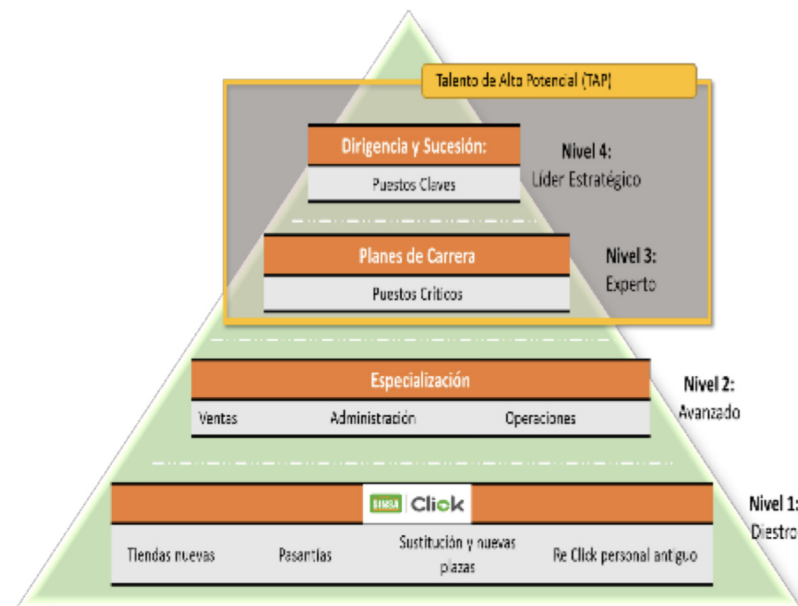 Talento de Alto Potencial (TAP)
Dirigencia y Sucesión:
Puestos Claves
Nivel 4:
Líder Estratégico
Planes de Carrera
Puestos Críticos
Nivel 3:
Experto
Especialización
Ventas Administración Operaciones
Nivel 2:
Avanzado
SINSA Click
Tiendas nuevas Pasantías Sustitución y nuevas
plazas Re Click personal antiguo
Nivel 1:
Diestro